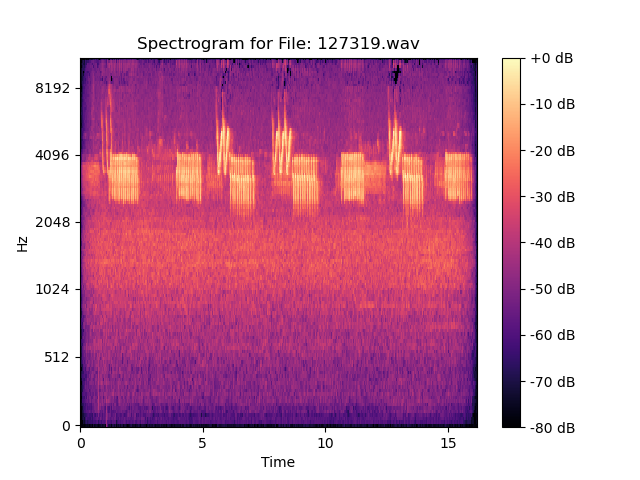 Spectrogram for File: 127319.wav
+0 dB
8192
-10 dB
4096
-20 dB
-30 dB
2048
Hz
-40 dB
1024
-50 dB
512
-60 dB
-70 dB
0
-80 dB
0 5 10 15
Time